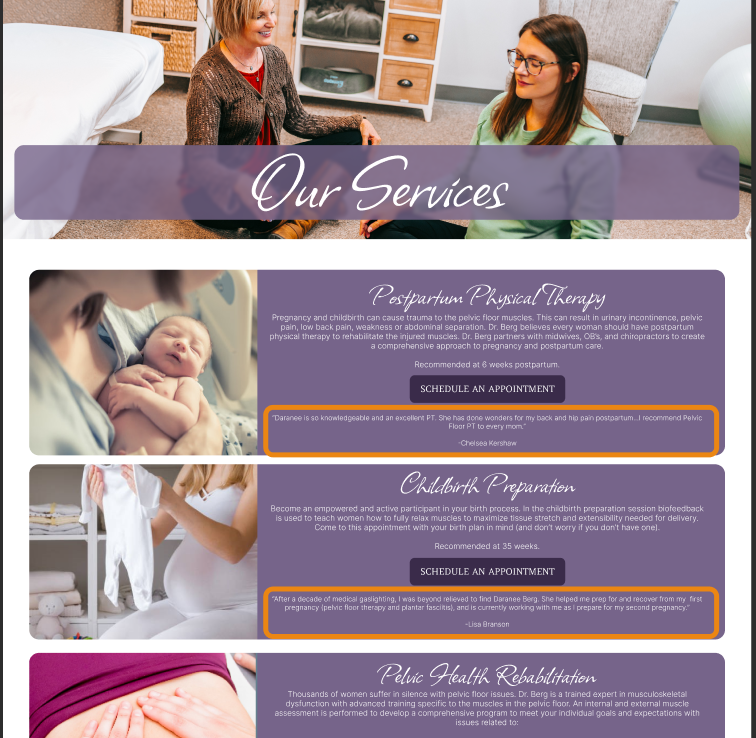 Our Services
Postpartum Physical Therapy
Pregnancy and childbirth can cause trauma to the pelvic floor muscles. This can result in urinary incontinence, pelvic
pain, low back pain, weakness or abdominal separation. Dr. Berg believes every woman should have postpartum
physical therapy to rehabilitate the injured muscles. Dr. Berg partners with midwives, OB's, and chiropractors to create
a comprehensive approach to pregnancy and postpartum care.
Recommended at 6 weeks postpartum.
SCHEDULE AN APPOINTMENT
"Daranee is so knowledgeable and an excellent PT. She has done wonders for my back and hip pain postpartum...I recommend Pelvic
Floor PT to every mom."
-Chelsea Kershaw
Childbirth Preparation
Become an empowered and active participant in your birth process. In the childbirth preparation session biofeedback
is used to teach women how to fully relax muscles to maximize tissue stretch and extensibility needed for delivery.
Come to this appointment with your birth plan in mind (and don't worry if you don't have one).
Recommended at 35 weeks.
SCHEDULE AN APPOINTMENT
"After a decade of medical gaslighting, I was beyond relieved to find Daranee Berg. She helped me prep for and recover from my first
pregnancy (pelvic floor therapy and plantar fasciitis), and is currently working with me as I prepare for my second pregnancy."
-Lisa Branson
Pelvic Health Rehabilitation
Thousands of women suffer in silence with pelvic floor issues. Dr. Berg is a trained expert in musculoskeletal
dysfunction with advanced training specific to the muscles in the pelvic floor. An internal and external muscle
assessment is performed to develop a comprehensive program to meet your individual goals and expectations with
issues related to: